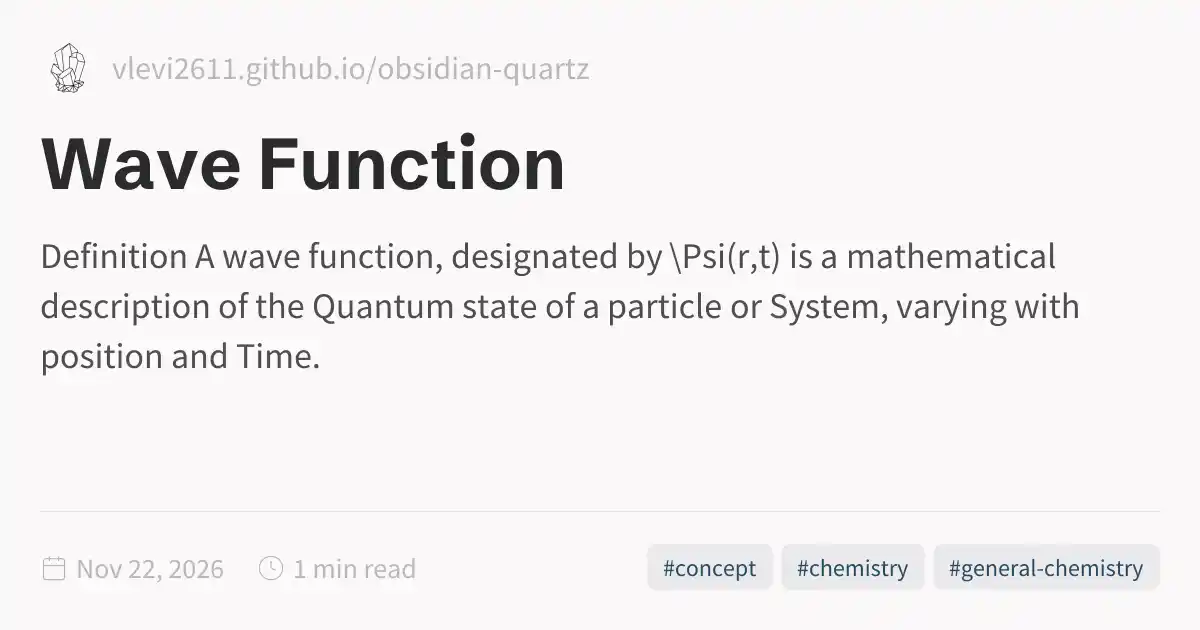 vlevi2611.github.io/obsidian-quartz
Wave Function
Definition A wave function, designated by \Psi(r,t) is a mathematical
description of the Quantum state of a particle or System, varying with
position and Time.
Nov 22, 2026 1 min read #concept #chemistry #general-chemistry